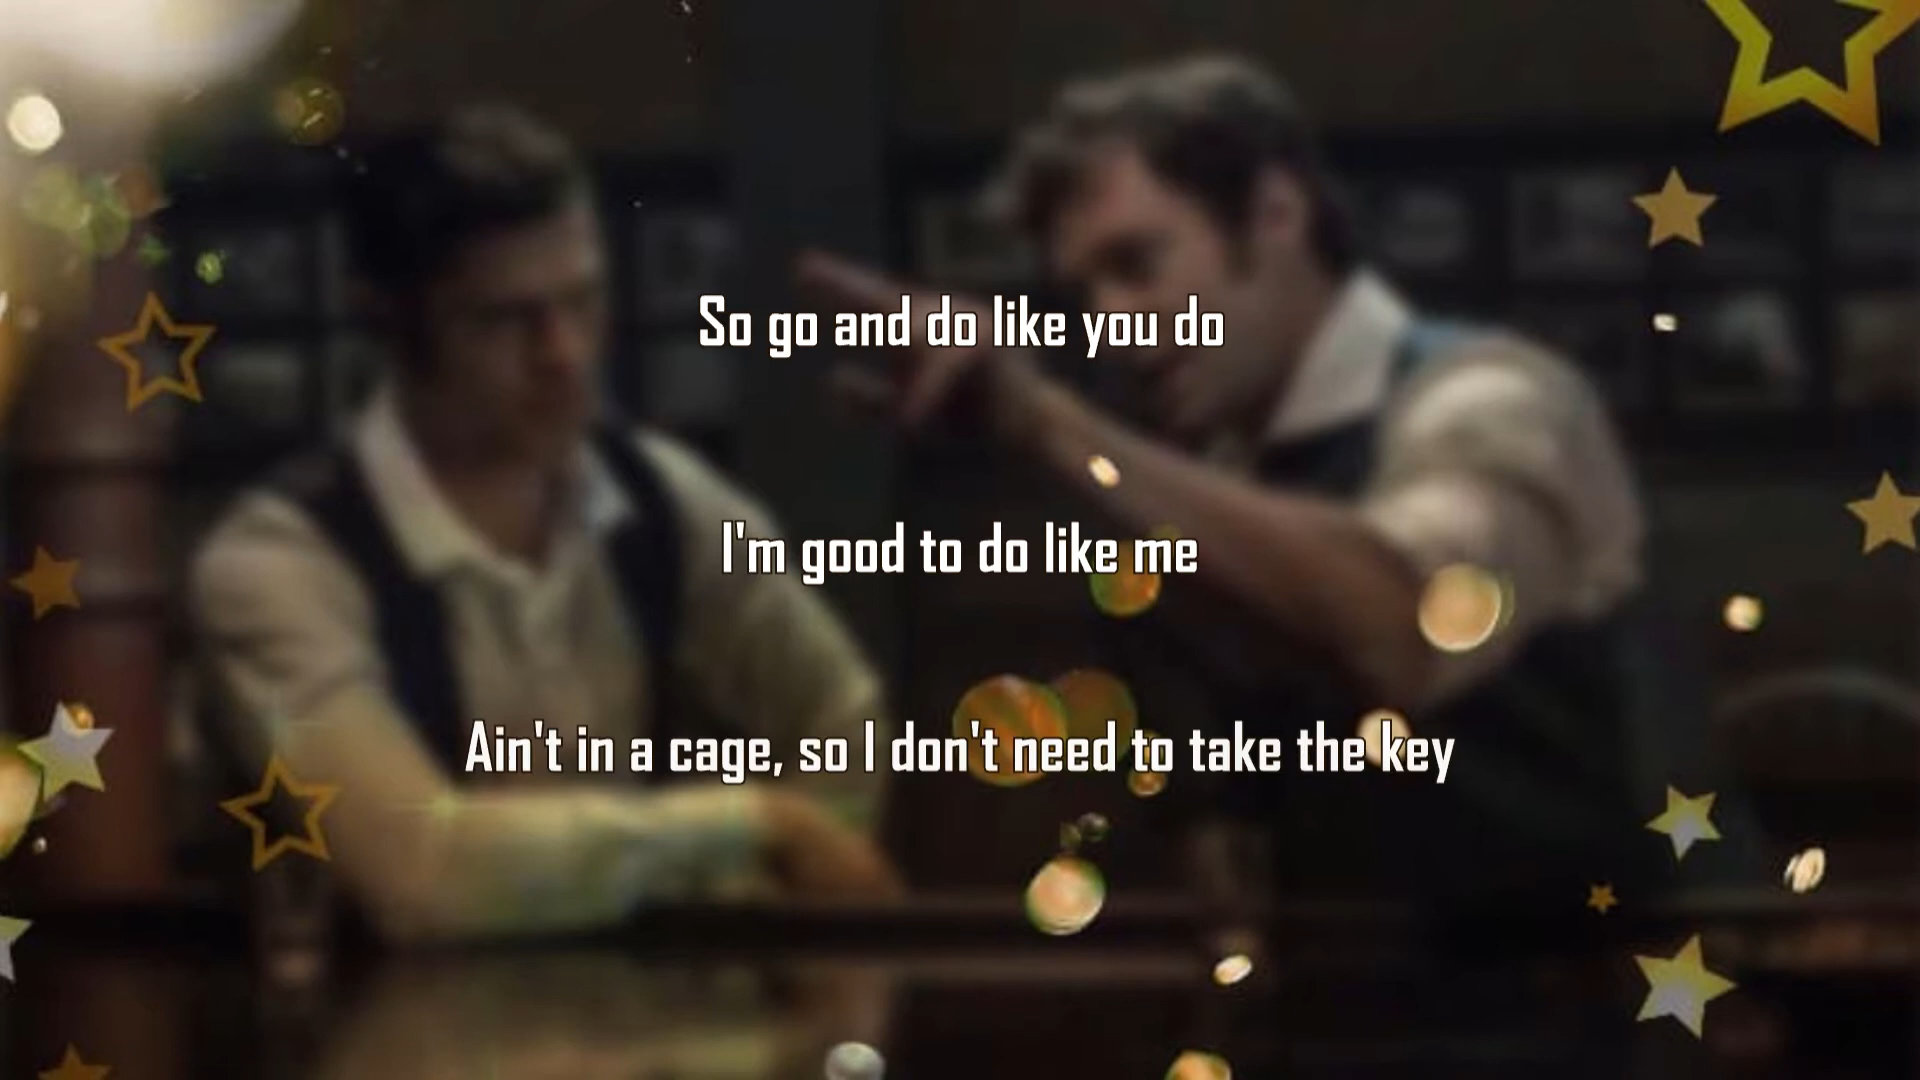 So go and do like you do
I'm good to do like me
Ain't in a cage, so I don't need to take the key